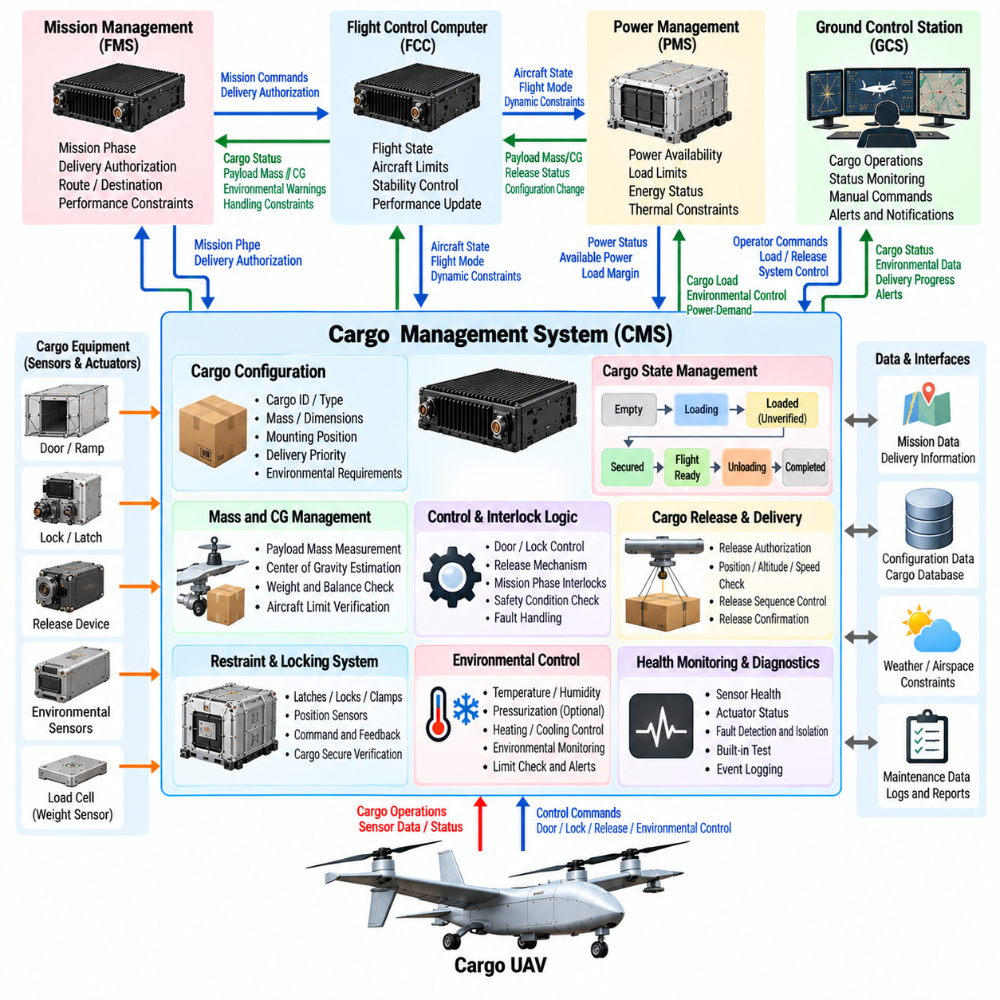 Mission Management
(FMS)
Mission Phase
Delivery Authorization
Route / Destination
Performance Constraints
Mission Commands
Delivery Authorization
Cargo Status
Payload Mass // CG
Environmental Warnings
Handling Constraints
Flight Control Computer
(FCC)
Flight State
Aircraft Limits
Stability Control
Performance Update
Aircraft State
Flight Mode
Dynamic Constraints
Payload Mass/CG
Release Status
Configuration Change
Power Management
(PMS)
Power Availability
Load Limits
Energy Status
Thermal Constraints
Ground Control Station
(GCS)
Cargo Operations
Status Monitoring
Manual Commands
Alerts and Notifications
Mission Phpe
Delivery Authorization
Aircraft State
Flight Mode
Dynamic Constraints
Power Status
Available Power
Load Margin
Cargo Load
Environmental Control
Power Demand
Operator Commands
Load / Release
System Control
Cargo Status
Environmental Data
Delivery Progress
Alerts
Cargo Equipment
(Sensors & Actuators)
Door / Ramp
Lock / Latch
Release Device
Environmental
Sensors
Load Cell
(Weight Sensor)
Cargo Management System (CMS)
Cargo Configuration
• Cargo ID / Type
• Mass / Dimensions
• Mounting Position
• Delivery Priority
• Environmental Requirements
Cargo State Management
Empty
Loading
Loaded
(Unverified)
Secured
Flight
Ready
Unloading
Completed
Mass and CG Management
• Payload Mass Measurement
• Center of Gravity Estimation
• Weight and Balance Check
• Aircraft Limit Verification
Control & Interlock Logic
• Door / Lock Control
• Release Mechanism
• Mission Phase Interlocks
• Safety Condition Check
• Fault Handling
Cargo Release & Delivery
• Release Authorization
• Position / Altitude / Speed
Check
• Release Sequence Control
• Release Confirmation
Restraint & Locking System
• Latches / Locks / Clamps
• Position Sensors
• Command and Feedback
• Cargo Secure Verification
Environmental Control
• Temperature / Humidity
• Pressurization (Optional)
• Heating / Cooling Control
• Environmental Monitoring
• Limit Check and Alerts
Health Monitoring & Diagnostics
• Sensor Health
• Actuator Status
• Fault Detection and Isolation
• Built-in Test
• Event Logging
Data & Interfaces
Mission Data
Delivery Information
Configuration Data
Cargo Database
Weather / Airspace
Constraints
Maintenance Data
Logs and Reports
Cargo Operations
Sensor Data / Status
Control Commands
Door / Lock / Release / Environmental Control
Cargo UAV